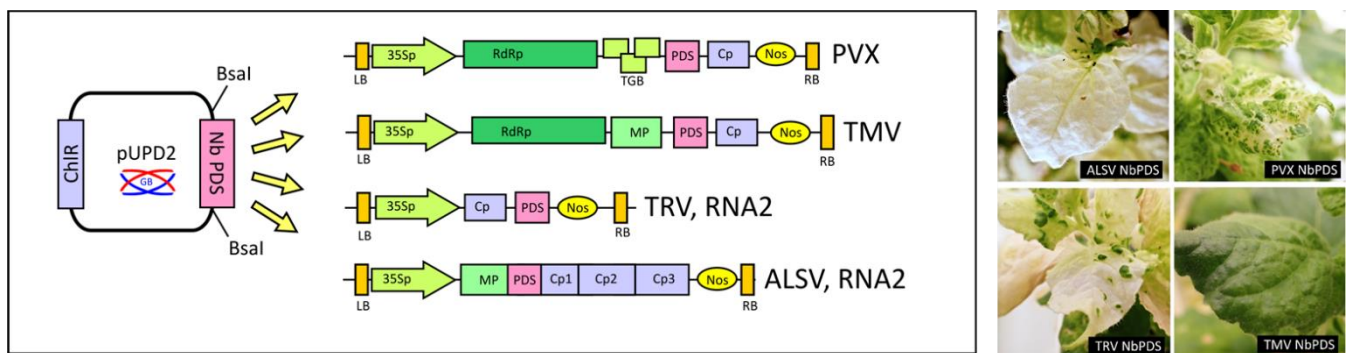 BsaI
ChlR
pUPD2
GB
Nb PDS
BsaI
35Sp
RdRp
TGB
PDS
Cp
Nos
LB
RB
PVX
35Sp
RdRp
MP
PDS
Cp
Nos
LB
RB
TMV
35Sp
Cp
PDS
Nos
LB
RB
TRV, RNA2
35Sp
MP
PDS
Cp1
Cp2
Cp3
Nos
LB
RB
ALSV, RNA2
ALSV NbPDS
PVX NbPDS
TRV NbPDS
TMV NbPDS